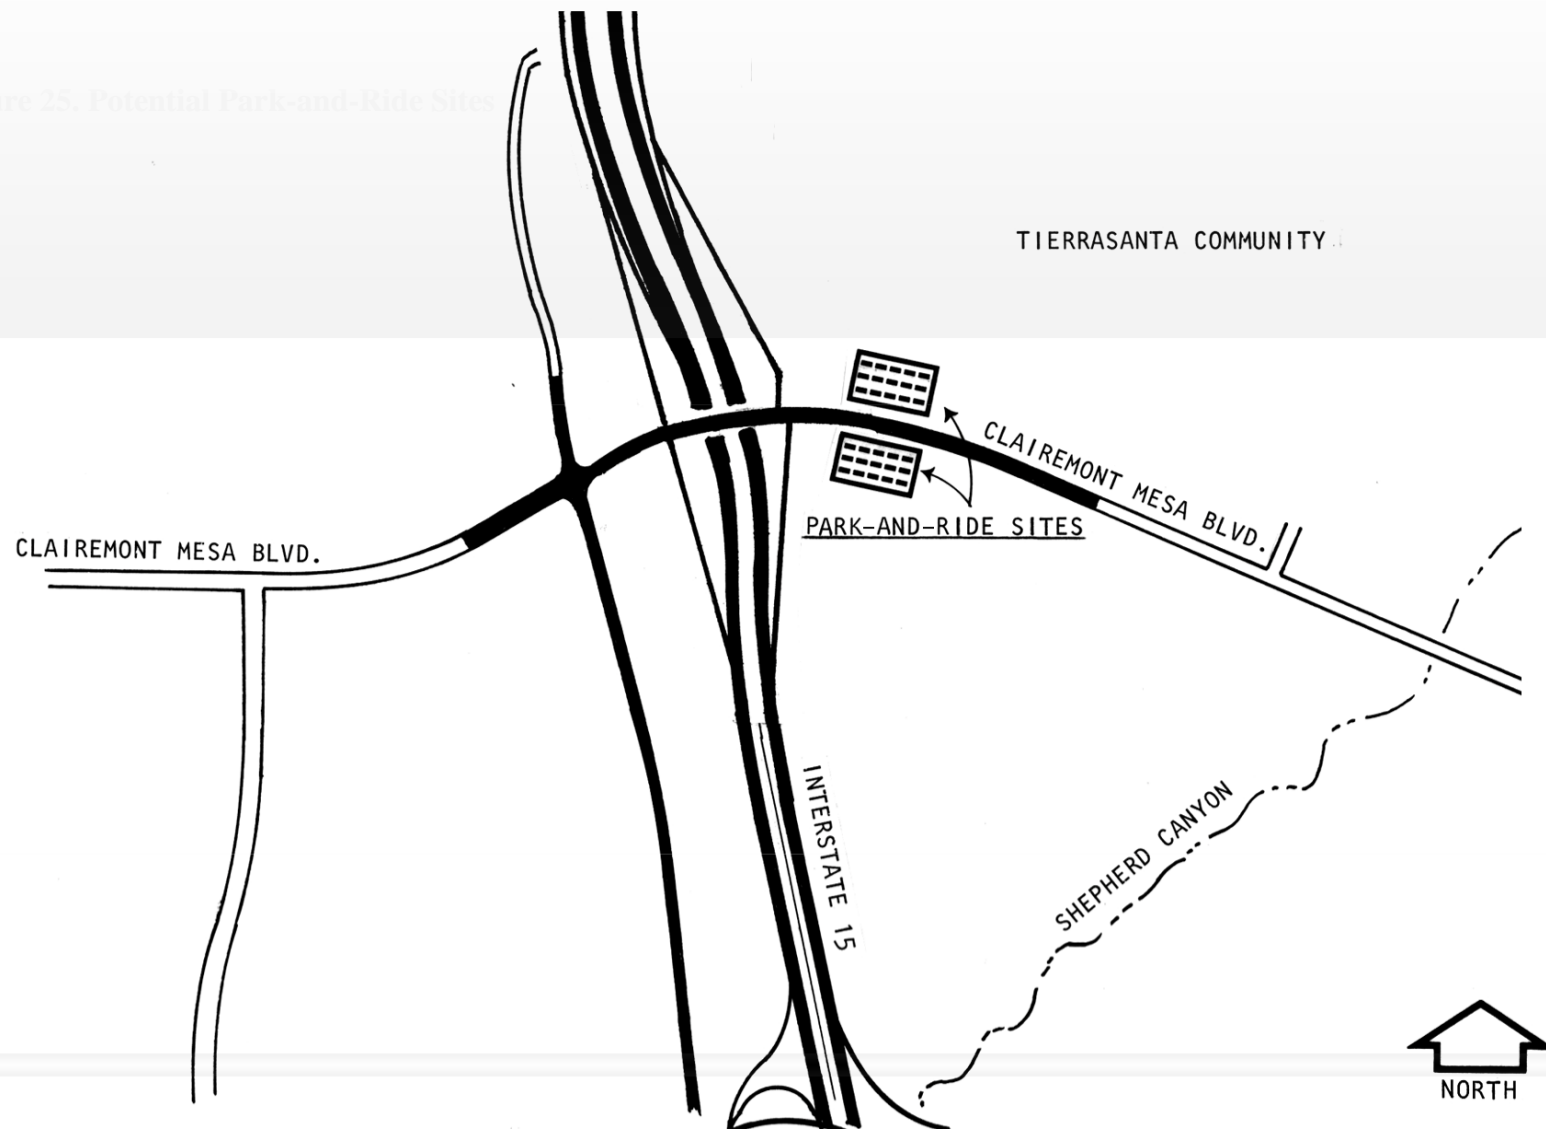 re 25. Potential Park-and-Ride Sites
TIERRASANTA COMMUNITY
CLAIREMONT MESA BLVD.
PARK-AND-RIDE SITES
CLAIREMONT MESA BLVD.
INTERSTATE 15
SHEPHERD CANYON
NORTH